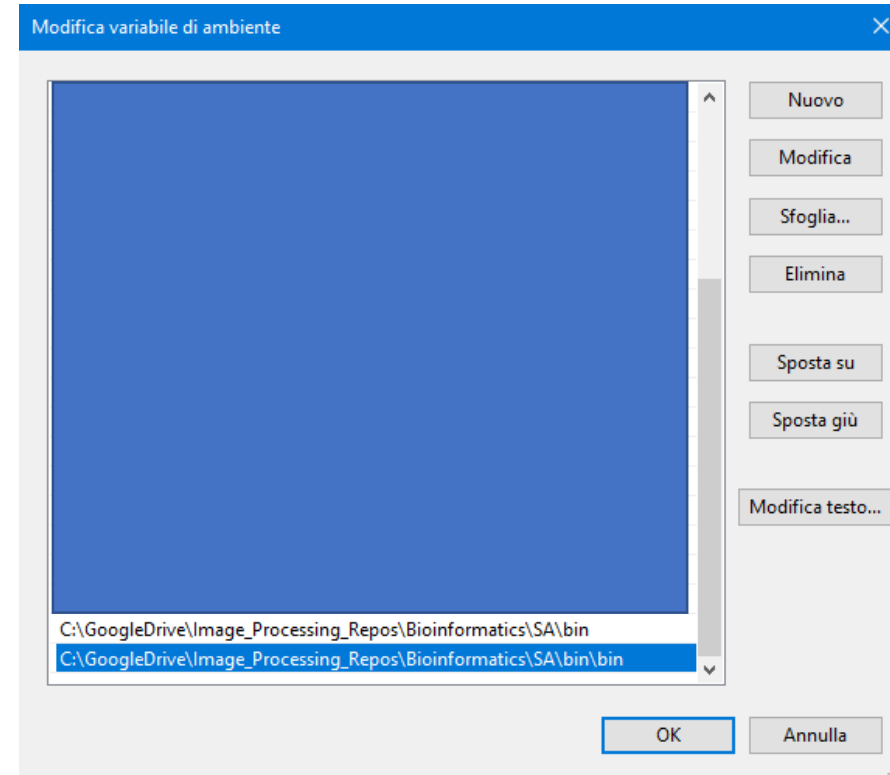 Modifica variabile di ambiente
Nuovo
Modifica
Sfoglia...
Elimina
Sposta su
Sposta giù
Modifica testo...
C:\GoogleDrive\Image_Processing_Repos\Bioinformatics\SA\bin
C:\GoogleDrive\Image_Processing_Repos\Bioinformatics\SA\bin\bin
OK
Annulla